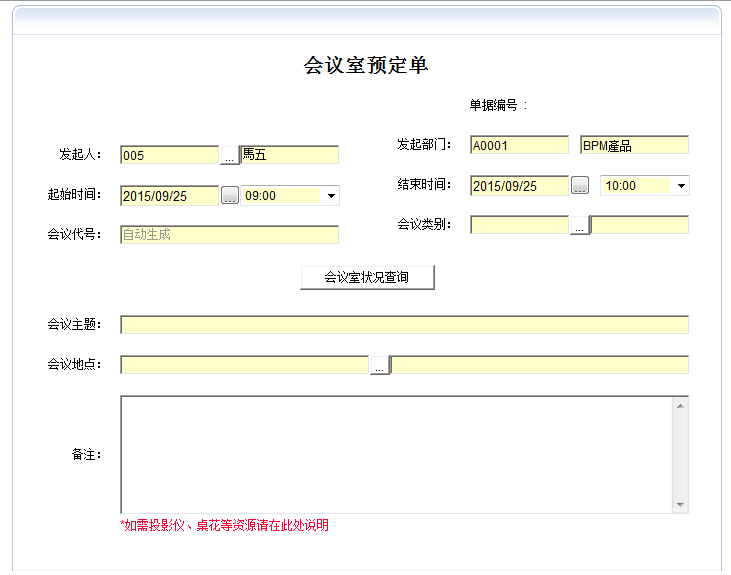 会议室预定单
单据编号 :
发起人: 005 ... 馬五
发起部门: A0001 BPM產品
起始时间: 2015/09/25 ... 09:00
结束时间: 2015/09/25 ... 10:00
会议代号: 自动生成
会议类别: ...
会议室状况查询
会议主题:
会议地点: ...
备注:
*如需投影仪、桌花等资源请在此处说明